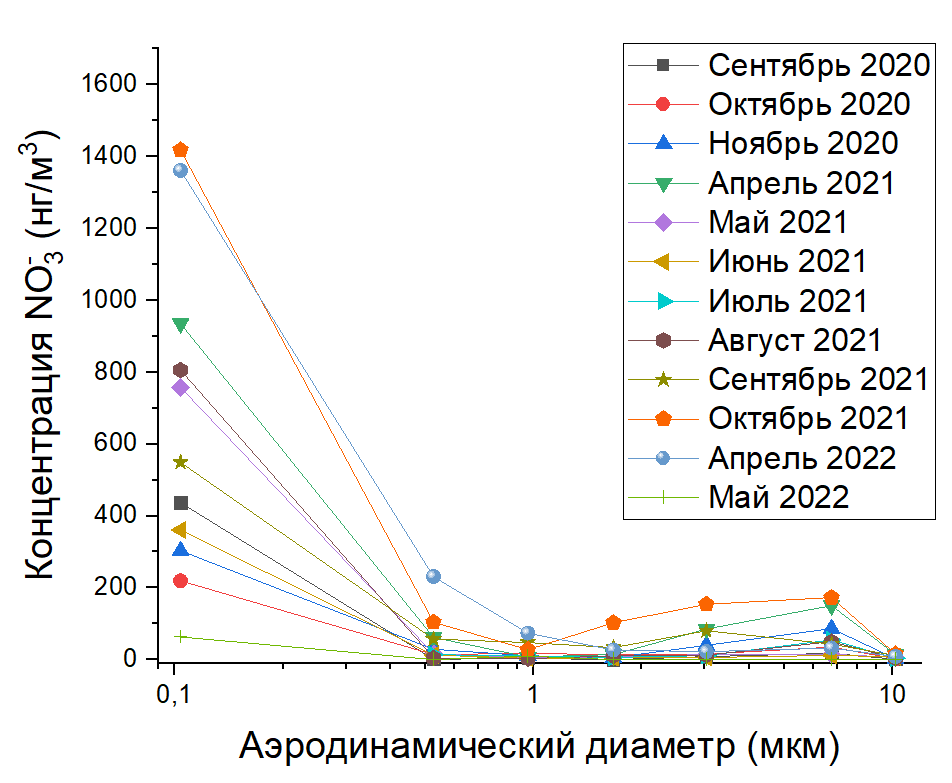 Концентрация NO₃⁻ (нг/м³)
1600
1400
1200
1000
800
600
400
200
0
0,1
1
10
Аэродинамический диаметр (мкм)
Сентябрь 2020
Октябрь 2020
Ноябрь 2020
Апрель 2021
Май 2021
Июнь 2021
Июль 2021
Август 2021
Сентябрь 2021
Октябрь 2021
Апрель 2022
Май 2022